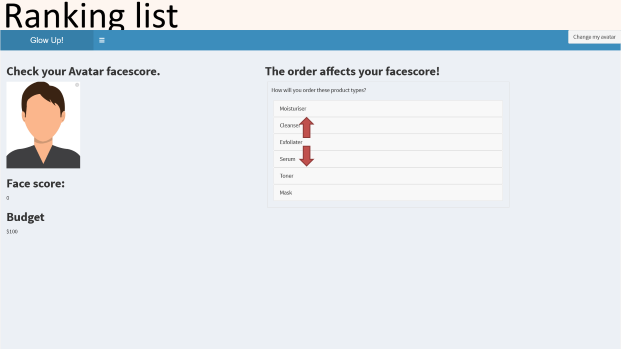 Ranking list
Glow Up!
Change my avatar
Check your Avatar facescore.
Face score:
0
Budget
$100
The order affects your facescore!
How will you order these product types?
Moisturiser
Cleanser
Exfoliater
Serum
Toner
Mask